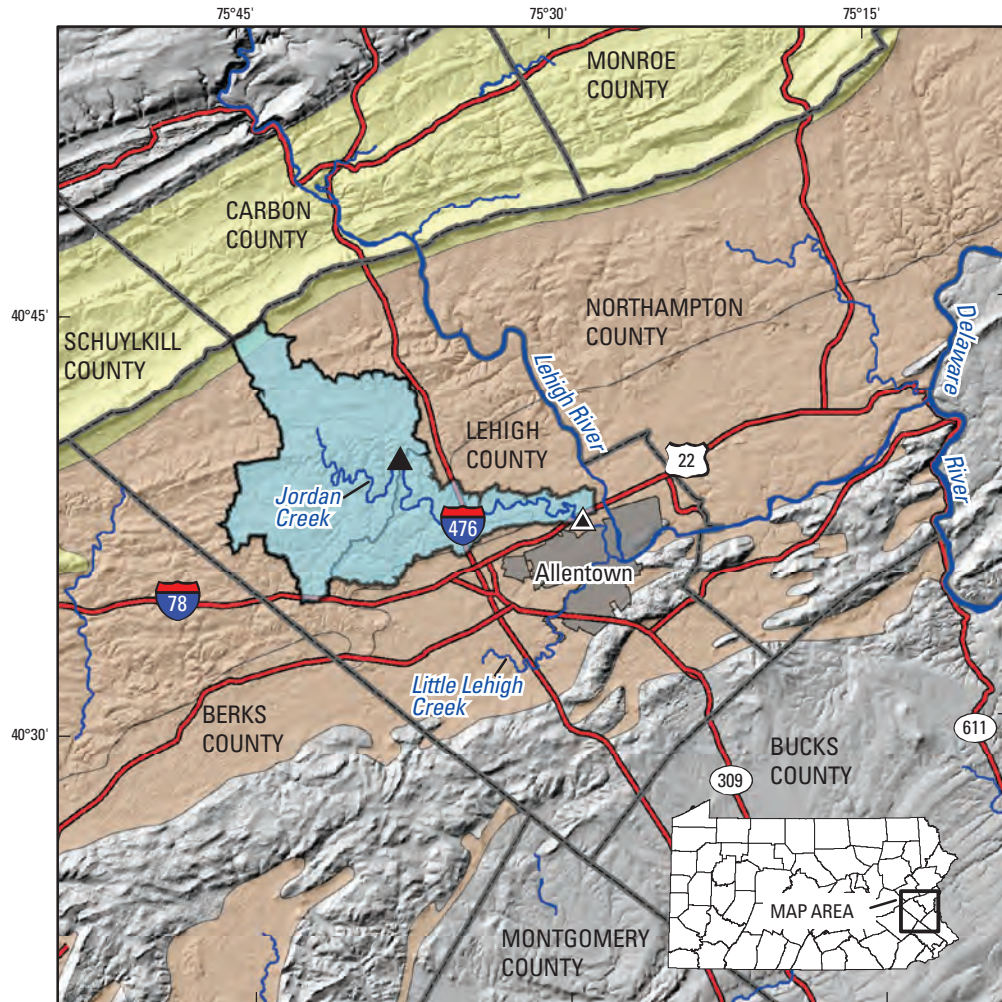 75°45'
75°30'
75°15'
MONROE
COUNTY
CARBON
COUNTY
40°45'
NORTHAMPTON
COUNTY
SCHUYLKILL
COUNTY
Delaware
River
Lehigh River
LEHIGH
COUNTY
22
Jordan
Creek
476
Allentown
78
Little Lehigh
Creek
BERKS
COUNTY
40°30'
611
BUCKS
COUNTY
309
MAP AREA
MONTGOMERY
COUNTY